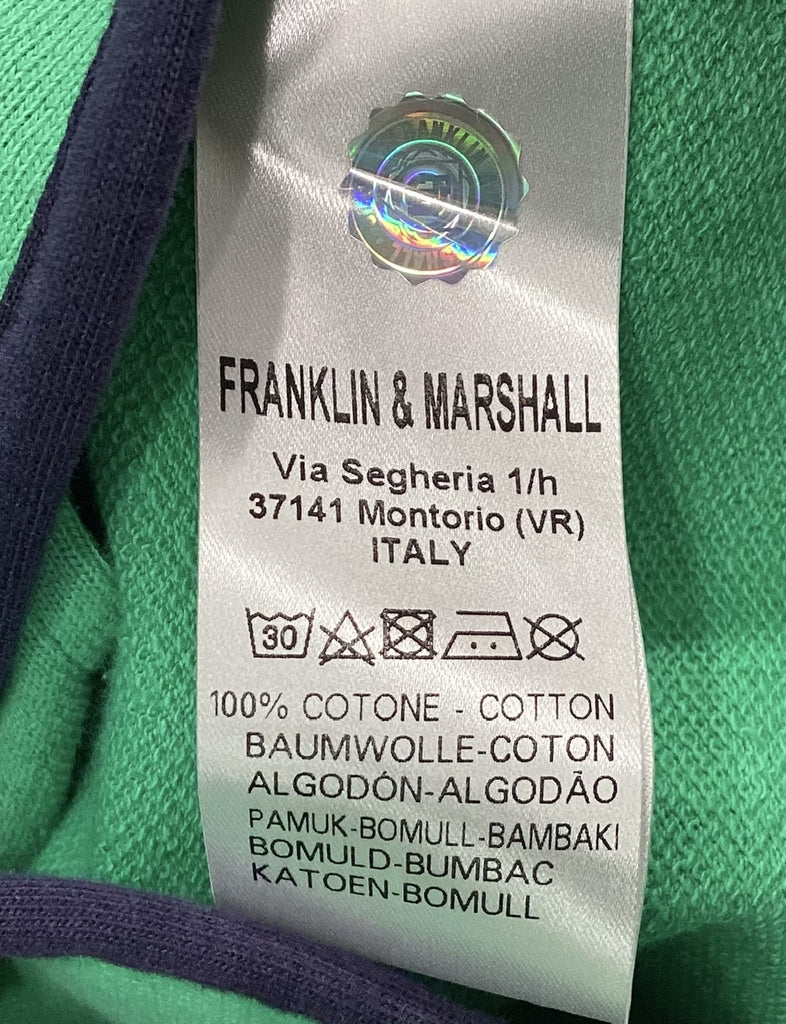 FRANKLIN
FRANKLIN & MARSHALL
Via Segheria 1/h
37141 Montorio (VR)
ITALY
30
100% COTONE - COTTON
BAUMWOLLE-COTON
ALGODÓN-ALGODÃO
PAMUK-BOMULL-BAMBAKI
BOMULD-BUMBAC
KATOEN-BOMULL